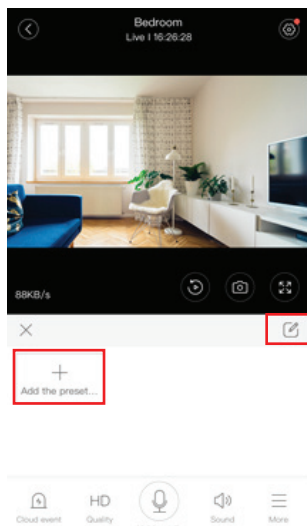 Bedroom
Live I 16:26:28
88KB/s
Add the preset...
HD
Cloud event
Quality
Sound
More